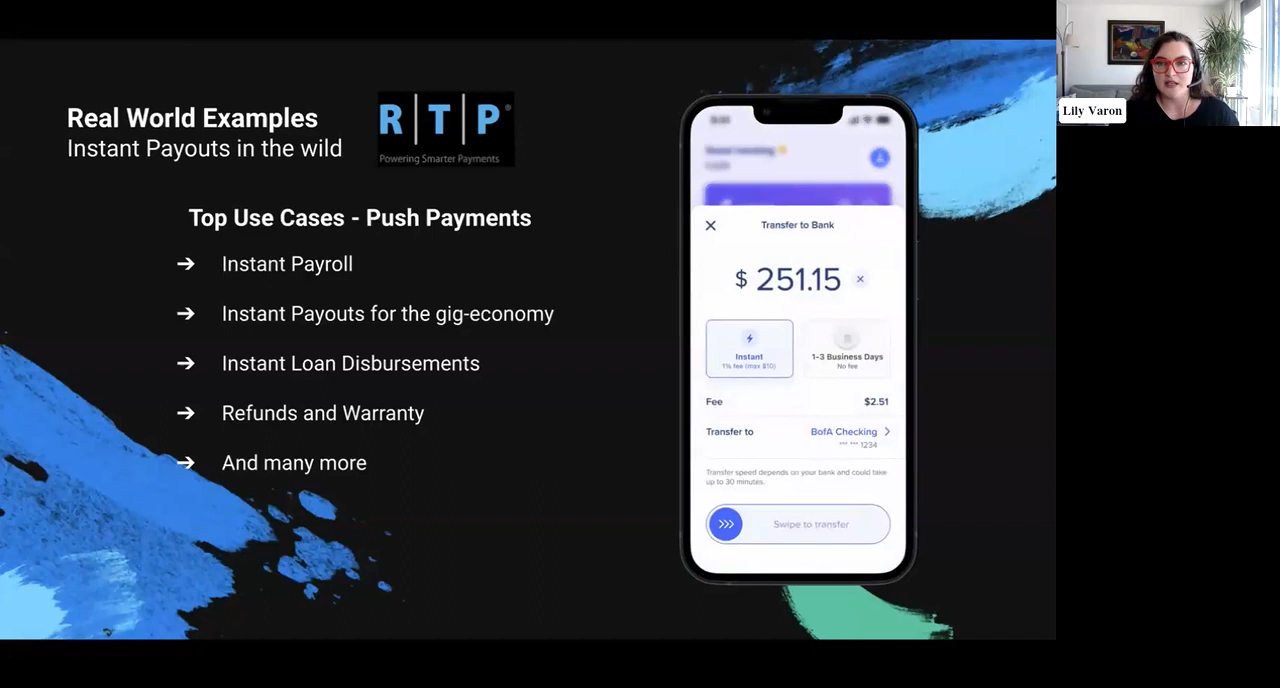 Real World Examples
Instant Payouts in the wild
R|T|P®
Powering Smarter Payments
Top Use Cases - Push Payments
➔ Instant Payroll
➔ Instant Payouts for the gig-economy
➔ Instant Loan Disbursements
➔ Refunds and Warranty
➔ And many more
Transfer to Bank
$ 251.15
Instant
1% fee (max $10)
1-3 Business Days
No fee
Fee
$2.51
Transfer to
BofA Checking
*** *** 1234
Transfer speed depends on your bank and could take
up to 30 minutes.
Swipe to transfer
Lily Varon